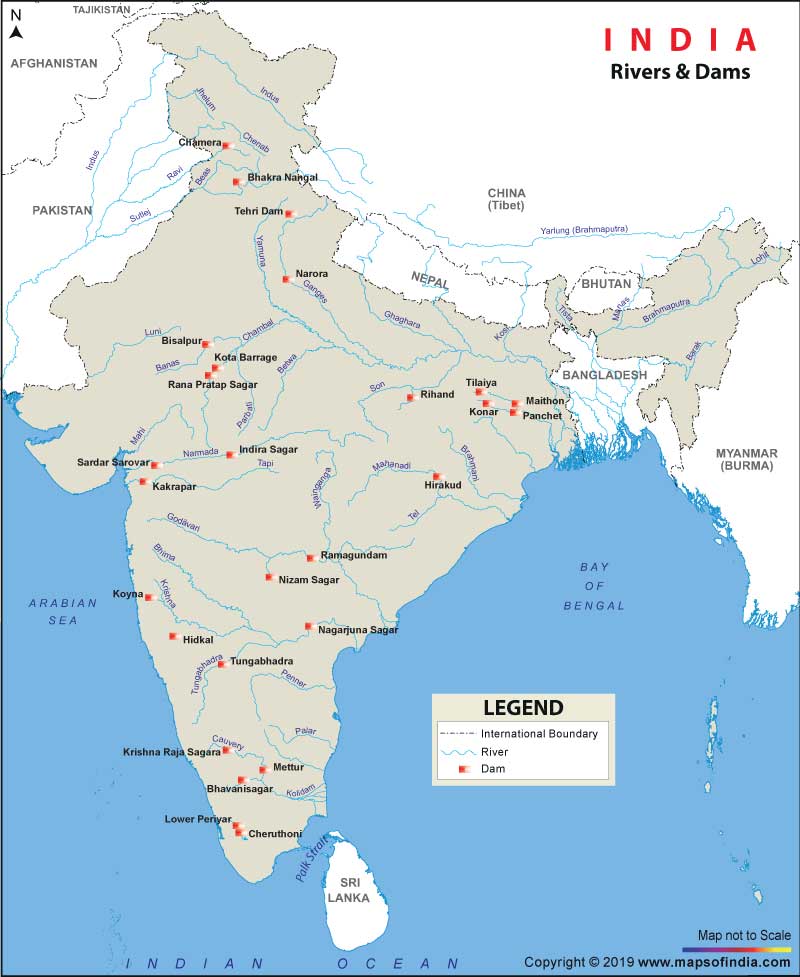 N
TAJIKISTAN
INDIA
Rivers & Dams
AFGHANISTAN
Indus
Jhelum
Chamera
Chenab
Indus
Ravi
Beas
Bhakra Nangal
PAKISTAN
Sutlej
Tehri Dam
CHINA
(Tibet)
Yarlung (Brahmaputra)
Yamuna
Narora
Ganges
NEPAL
BHUTAN
Lohit
Manas
Brahmaputra
Tista
Ghaghara
Kosi
Luni
Chambal
Bisalpur
Banas
Kota Barrage
Rana Pratap Sagar
Betwa
Barak
BANGLADESH
Son
Rihand
Tilaiya
Maithon
Konar
Panchet
Parbati
Mahi
Narmada
Indira Sagar
Sardar Sarovar
Tapi
Kakrapar
Wainganga
Mahanadi
Brahmani
Hirakud
MYANMAR
(BURMA)
Tel
Godavari
Ramagundam
Bhima
Nizam Sagar
Koyna
Krishna
ARABIAN
SEA
BAY
OF
BENGAL
Nagarjuna Sagar
Hidkal
Tungabhadra
Tungabhadra
Penner
LEGEND
International Boundary
River
Dam
Palar
Cauvery
Krishna Raja Sagara
Mettur
Bhavanisagar
Kollidam
Lower Periyar
Cheruthoni
Palk Strait
SRI
LANKA
INDIAN OCEAN
Map not to Scale
Copyright © 2019 www.mapsofindia.com